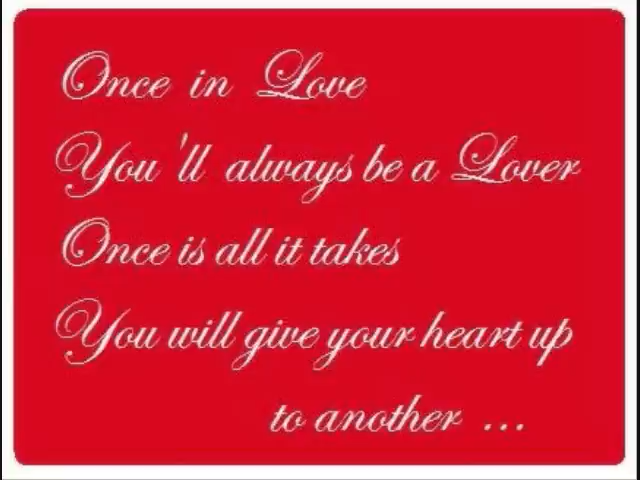 Once in Love
You'll always be a Lover
Once is all it takes
You will give your heart up
to another ...